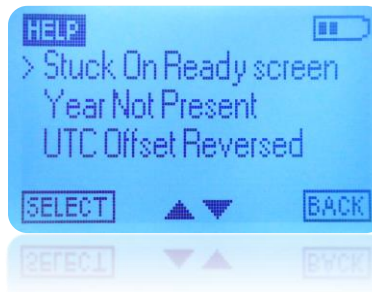 HELP
> Stuck On Ready screen
Year Not Present
UTC Offset Reversed
SELECT ▲ ▼ BACK